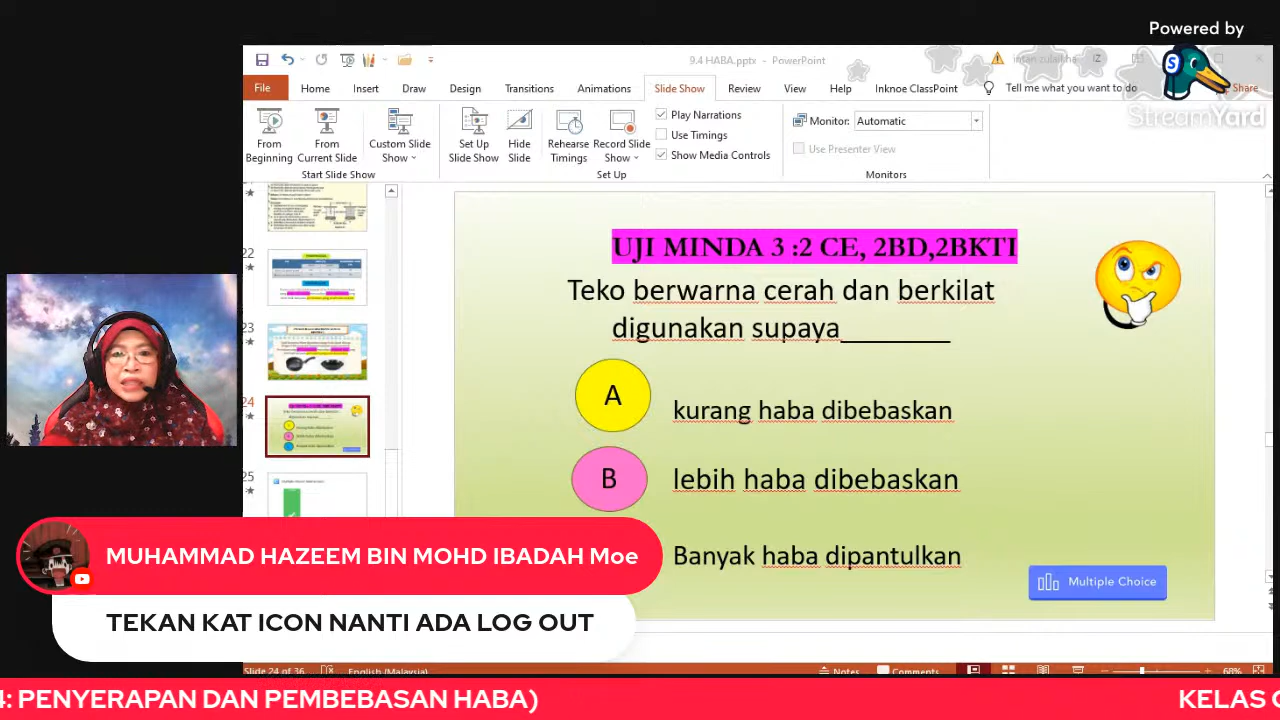 Powered by
StreamYard
9.4 HABA.pptx - PowerPoint
File Home Insert Draw Design Transitions Animations Slide Show Review View Help Inknoe ClassPoint Tell me what you want to do Share
From Beginning
From Current Slide
Custom Slide Show
Set Up Slide Show
Hide Slide
Rehearse Timings
Record Slide Show
Play Narrations
Use Timings
Show Media Controls
Monitor: Automatic
Use Presenter View
Start Slide Show
Set Up
Monitors
22
23
24
25
UJI MINDA 3 :2 CE, 2BD,2BKTI
Teko berwarna cerah dan berkilat
digunakan supaya________
A kurang haba dibebaskan
B lebih haba dibebaskan
Banyak haba dipantulkan
Multiple Choice
MUHAMMAD HAZEEM BIN MOHD IBADAH Moe
TEKAN KAT ICON NANTI ADA LOG OUT
Slide 24 of 36 English (Malaysia) Notes Comments 68%
4: PENYERAPAN DAN PEMBEBASAN HABA) KELAS